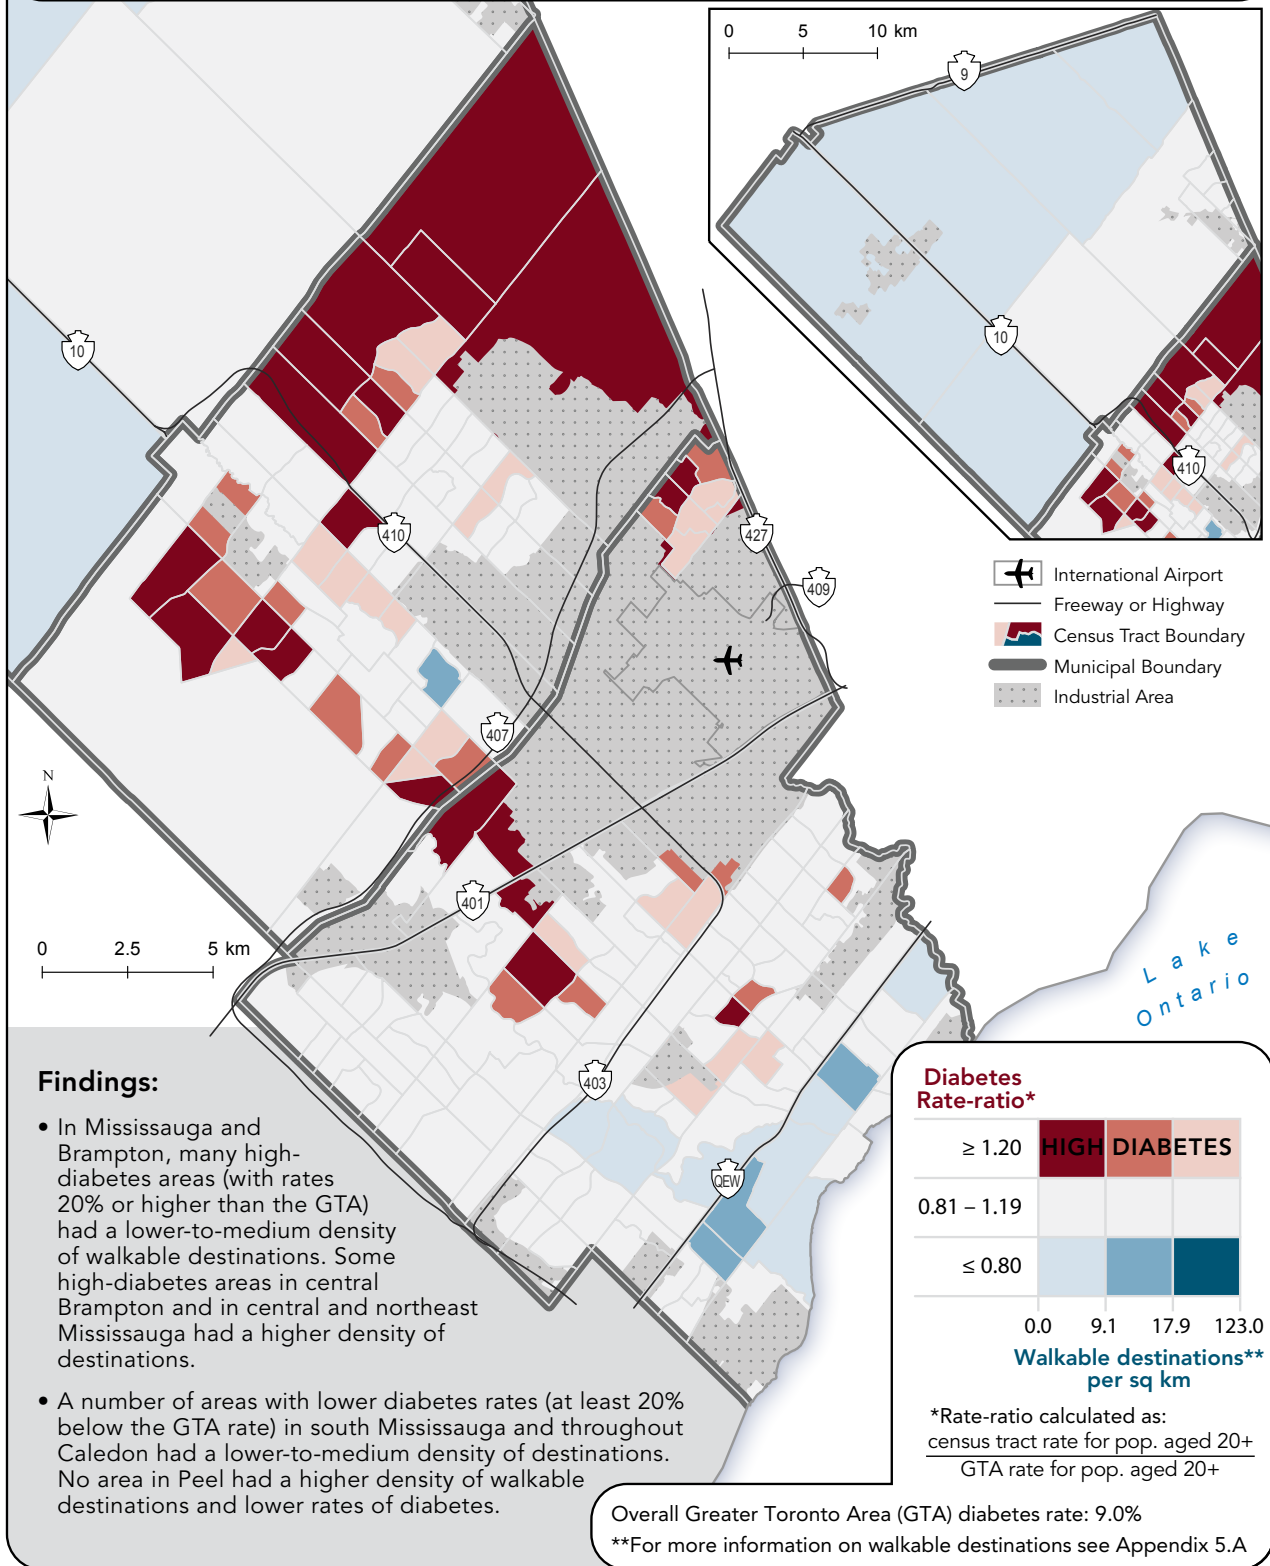 0 5 10 km
9
10
410
10
410
427
409
407
401
403
QEW
International Airport
Freeway or Highway
Census Tract Boundary
Municipal Boundary
Industrial Area
N
0 2.5 5 km
Lake
Ontario
Findings:
• In Mississauga and
Brampton, many high-
diabetes areas (with rates
20% or higher than the GTA)
had a lower-to-medium density
of walkable destinations. Some
high-diabetes areas in central
Brampton and in central and northeast
Mississauga had a higher density of
destinations.
• A number of areas with lower diabetes rates (at least 20%
below the GTA rate) in south Mississauga and throughout
Caledon had a lower-to-medium density of destinations.
No area in Peel had a higher density of walkable
destinations and lower rates of diabetes.
Diabetes
Rate-ratio*
≥ 1.20 HIGH DIABETES
0.81 – 1.19
≤ 0.80
0.0 9.1 17.9 123.0
Walkable destinations**
per sq km
*Rate-ratio calculated as:
census tract rate for pop. aged 20+
GTA rate for pop. aged 20+
Overall Greater Toronto Area (GTA) diabetes rate: 9.0%
**For more information on walkable destinations see Appendix 5.A